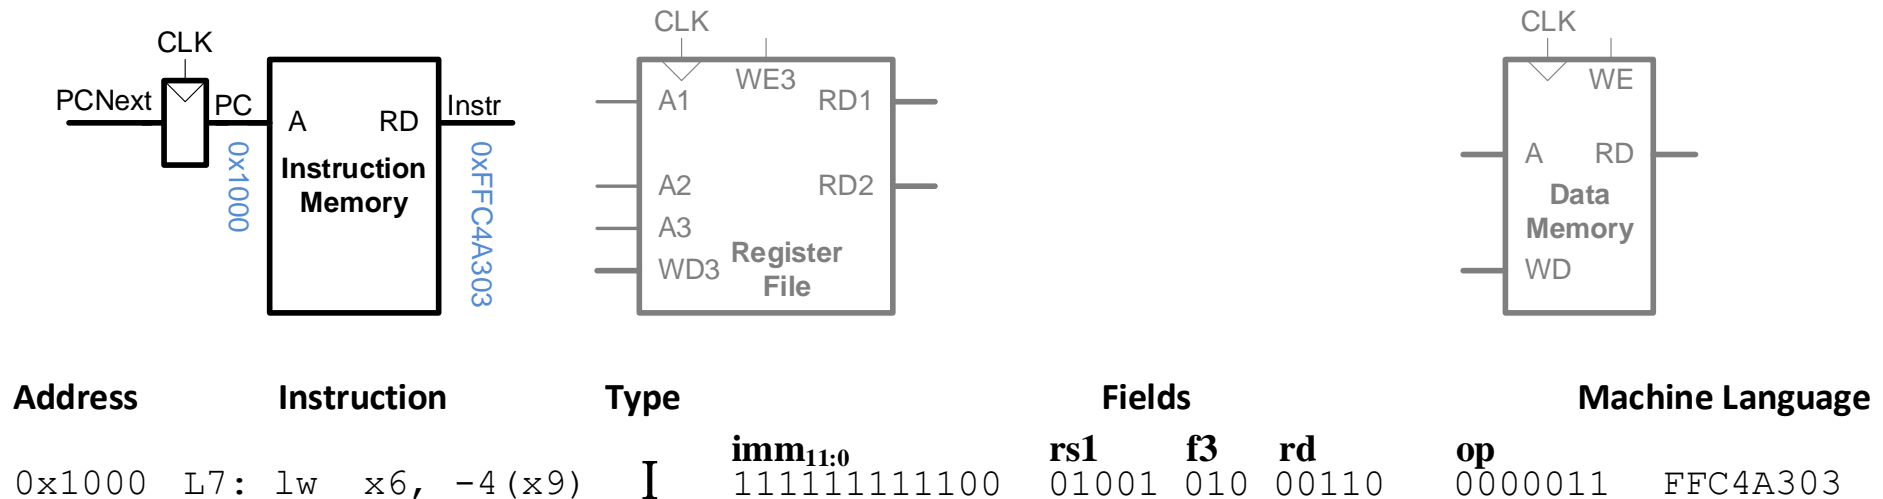 CLK CLK CLK
PCNext PC A RD Instr
Instruction
Memory
0x1000
0xFFC4A303
WE3
A1 RD1
A2 RD2
A3
WD3
Register
File
WE
A RD
Data
Memory
WD
Address Instruction Type Fields Machine Language
imm11:0 rs1 f3 rd op
0x1000 L7: lw x6, -4(x9) I 111111111100 01001 010 00110 0000011 FFC4A303